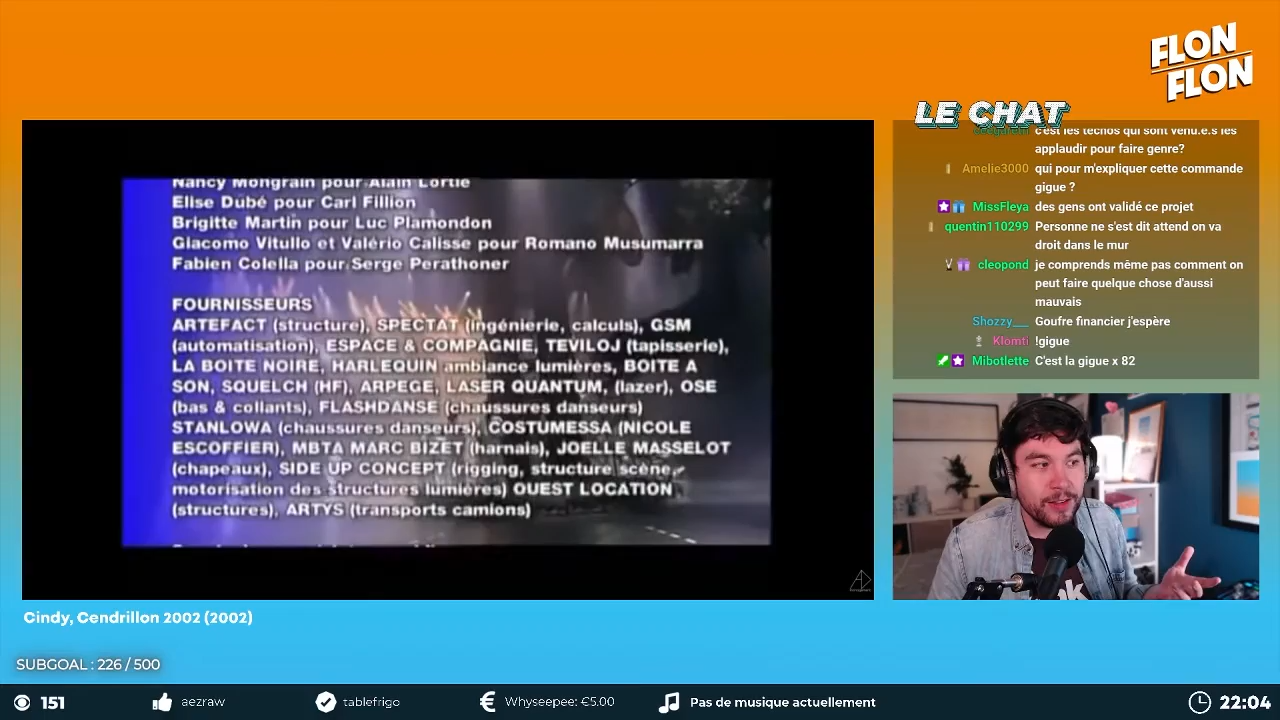 FLON
FLON
LE CHAT
c'est les technos qui sont venu.e.s les
applaudir pour faire genre?
Amelie3000 qui pour m'expliquer cette commande
gigue ?
MissFleya des gens ont validé ce projet
quentin110299 Personne ne s'est dit attend on va
droit dans le mur
cleopond je comprends même pas comment on
peut faire quelque chose d'aussi
mauvais
Shozzy___ Goufre financier j'espère
Klomti !gigue
Mibotlette C'est la gigue x 82
Nancy Mongrain pour Alain Lortie
Elise Dubé pour Carl Fillion
Brigitte Martin pour Luc Plamondon
Giacomo Vitullo et Valério Calisse pour Romano Musumarra
Fabien Colella pour Serge Perathoner
FOURNISSEURS
ARTEFACT (structure), SPECTAT (ingénierie, calculs), GSM
(automatisation), ESPACE & COMPAGNIE, TEVILOJ (tapisserie),
LA BOITE NOIRE, HARLEQUIN ambiance lumières, BOITE A
SON, SQUELCH (HF), ARPEGE, LASER QUANTUM, (lazer), OSE
(bas & collants), FLASHDANSE (chaussures danseurs)
STANLOWA (chaussures danseurs), COSTUMESSA (NICOLE
ESCOFFIER), MBTA MARC BIZET (harnais), JOELLE MASSELOT
(chapeaux), SIDE UP CONCEPT (rigging, structure scène,
motorisation des structures lumières) OUEST LOCATION
(structures), ARTYS (transports camions)
Cindy, Cendrillon 2002 (2002)
SUBGOAL : 226 / 500
151 aezraw tablefrigo Whyseepee: €5.00 Pas de musique actuellement 22:04